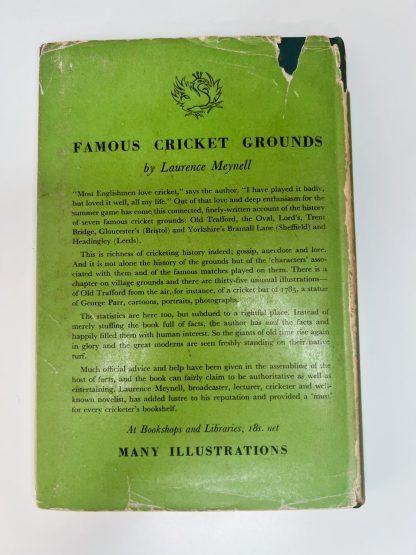 FAMOUS CRICKET GROUNDS
by Laurence Meynell
"Most Englishmen love cricket," says the author. "I have played it badly,
but loved it well, all my life." Out of that love and deep enthusiasm for the
summer game has come this connected, finely-written account of the history
of seven famous cricket grounds: Old Trafford, the Oval, Lord's, Trent
Bridge, Gloucester's (Bristol) and Yorkshire's Bramall Lane (Sheffield) and
Headingley (Leeds).
This is richness of cricketing history indeed; gossip, anecdote and lore.
And it is not alone the history of the grounds but of the 'characters' asso-
ciated with them and of the famous matches played on them. There is a
chapter on village grounds and there are thirty-five unusual illustrations—
of Old Trafford from the air, for instance, of a cricket bat of 1785, a statue
of George Parr, cartoons, portraits, photographs.
The statistics are here too, but subdued to a rightful place. Instead of
merely stuffing the book full of facts, the author has used the facts and
happily filled them with human interest. So the giants of old time rise again
in glory and the great moderns are seen freshly standing on their native
turf.
Much official advice and help have been given in the assembling of the
host of facts, and the book can fairly claim to be authoritative as well as
entertaining. Laurence Meynell, broadcaster, lecturer, cricketer and well-
known novelist, has added lustre to his reputation and provided a 'must'
for every cricketer's bookshelf.
At Bookshops and Libraries, 18s. net
MANY ILLUSTRATIONS